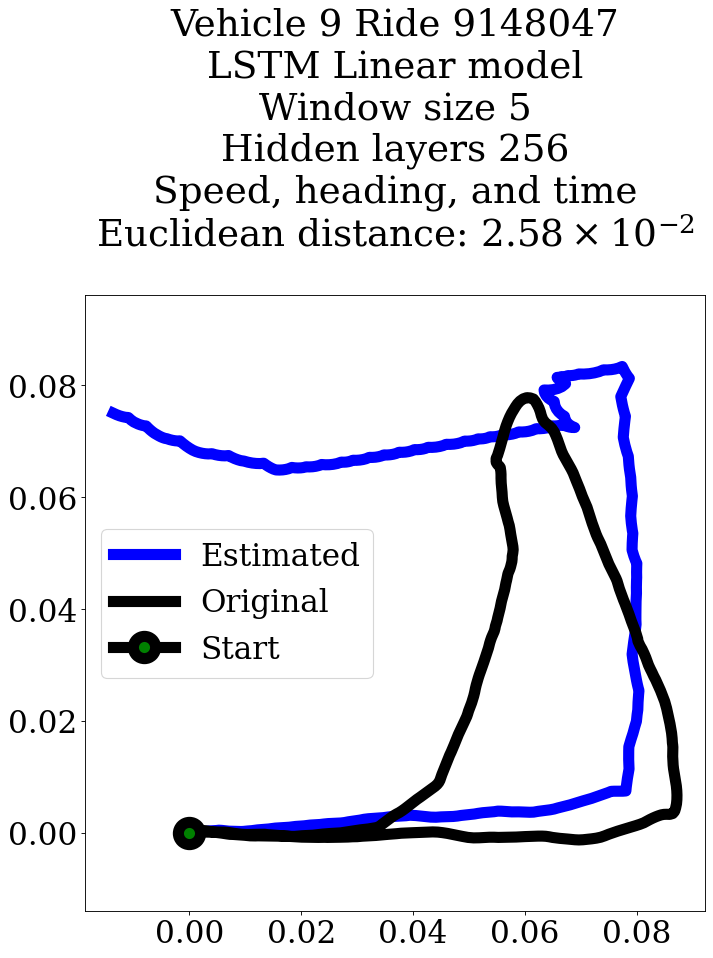 Vehicle 9 Ride 9148047
LSTM Linear model
Window size 5
Hidden layers 256
Speed, heading, and time
Euclidean distance: 2.58 × 10⁻²
0.08
0.06
0.04
0.02
0.00
Estimated
Original
Start
0.00 0.02 0.04 0.06 0.08